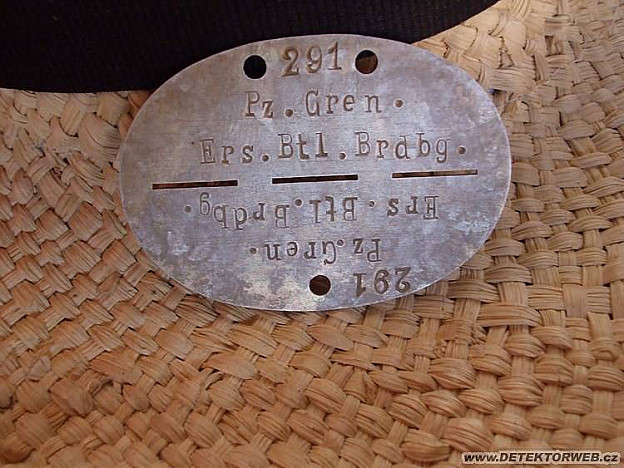 291
Pz.Gren.
Ers.Btl.Brdbg.
Ers.Btl.Brdbg.
Pz.Gren.
291
www.DETEKTORWEB.cz